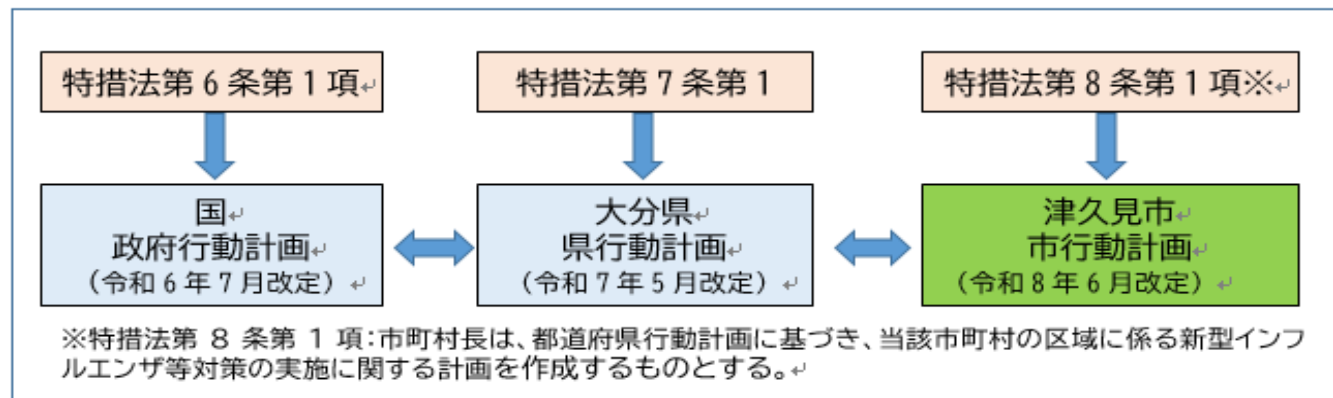 特措法第6条第1項
特措法第7条第1
特措法第8条第1項※
国
政府行動計画
（令和6年7月改定）
大分県
県行動計画
（令和7年5月改定）
津久見市
市行動計画
（令和8年6月改定）
※特措法第 8 条第 1 項：市町村長は、都道府県行動計画に基づき、当該市町村の区域に係る新型インフ
ルエンザ等対策の実施に関する計画を作成するものとする。